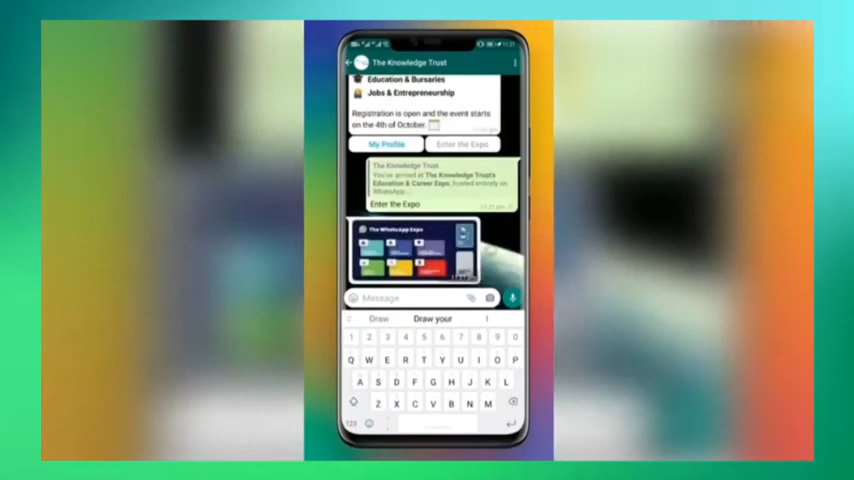 11:21
The Knowledge Trust
Education & Bursaries
Jobs & Entrepreneurship
Registration is open and the event starts
on the 4th of October.
My Profile
Enter the Expo
The Knowledge Trust
You've arrived at The Knowledge Trust's
Education & Career Expo, hosted entirely on
WhatsApp...
Enter the Expo
The WhatsApp Expo
Message
Draw
Draw your
I
1 2 3 4 5 6 7 8 9 0
Q W E R T Y U I O P
A S D F G H J K L
Z X C V B N M
123